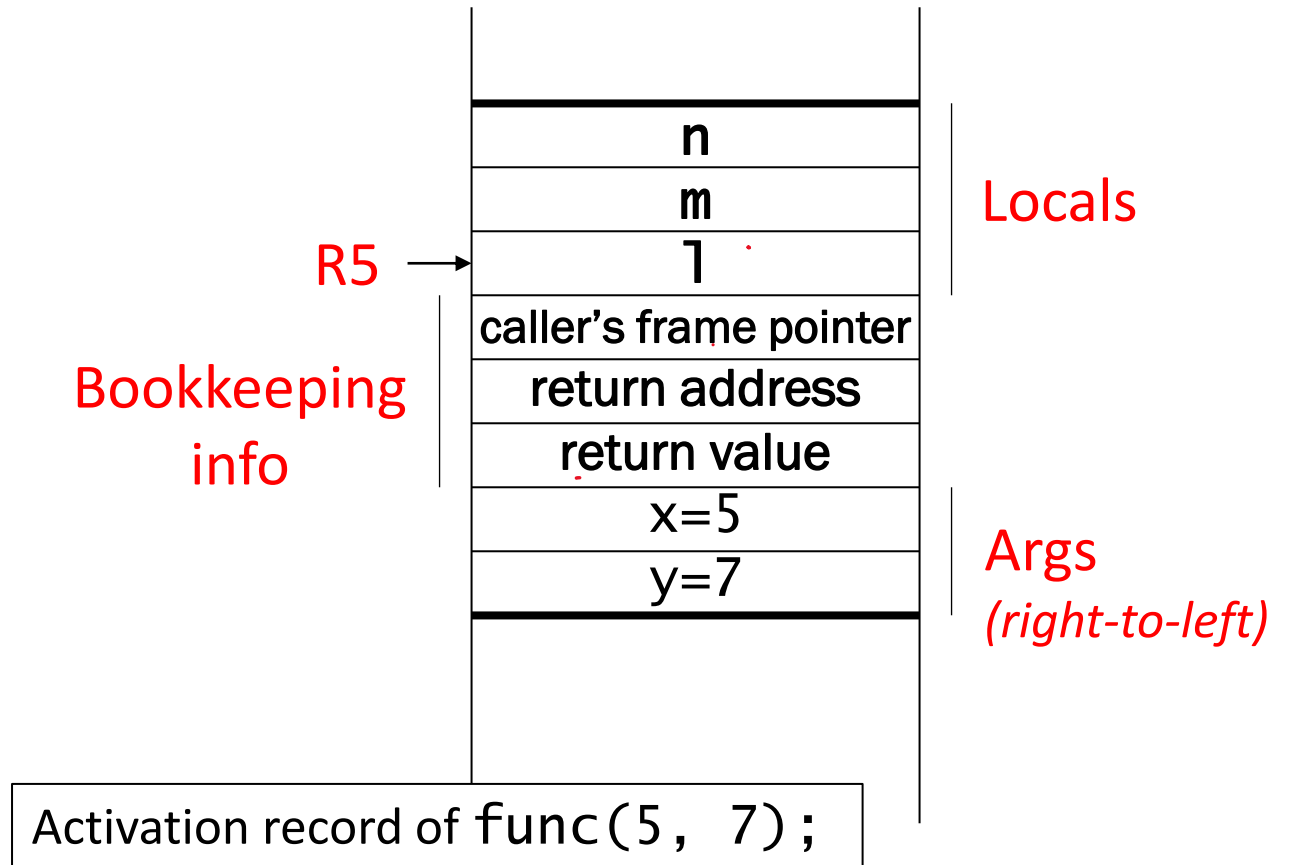 n
m
Locals
R5
l
caller's frame pointer
Bookkeeping
info
return address
return value
x=5
y=7
Args
(right-to-left)
Activation record of func(5, 7);